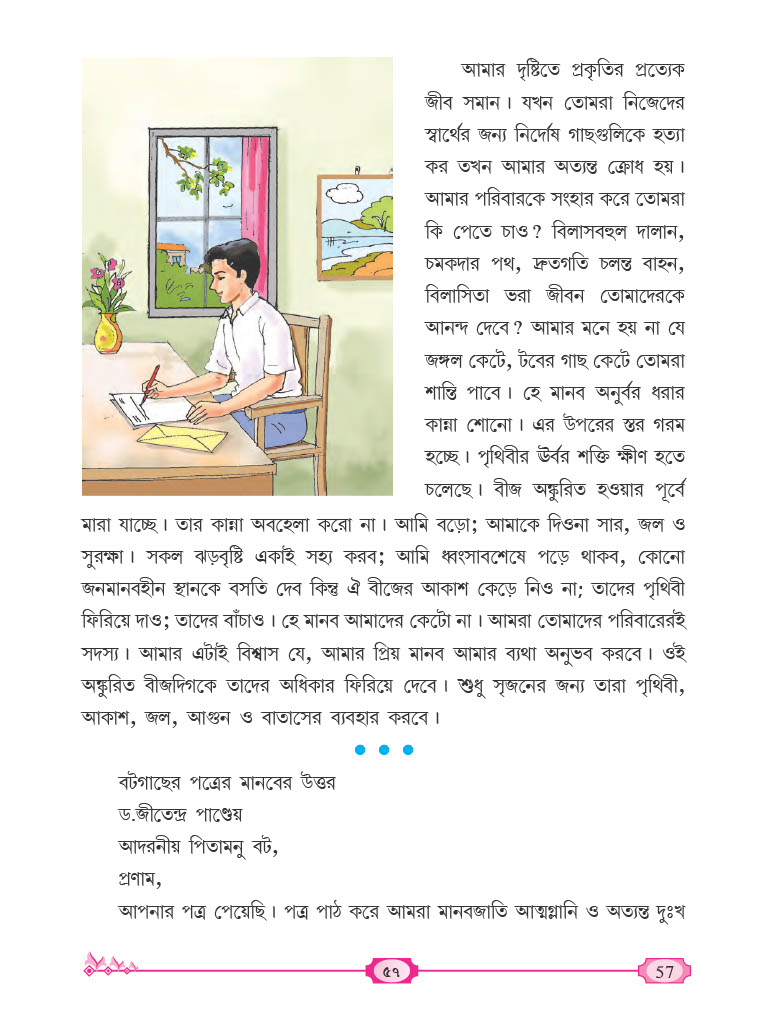 আমার দৃষ্টিতে প্রকৃতির প্রত্যেক
জীব সমান। যখন তোমরা নিজেদের
স্বার্থের জন্য নির্দোষ গাছগুলিকে হত্যা
কর তখন আমার অত্যন্ত ক্রোধ হয়।
আমার পরিবারকে সংহার করে তোমরা
কি পেতে চাও? বিলাসবহুল দালান,
চমকদার পথ, দ্রুতগতি চলন্ত বাহন,
বিলাসিতা ভরা জীবন তোমাদেরকে
আনন্দ দেবে? আমার মনে হয় না যে
জঙ্গল কেটে, টবের গাছ কেটে তোমরা
শান্তি পাবে। হে মানব অনুর্বর ধরার
কান্না শোনো। এর উপরের স্তর গরম
হচ্ছে। পৃথিবীর ঊর্বর শক্তি ক্ষীণ হতে
চলেছে। বীজ অঙ্কুরিত হওয়ার পূর্বে
মারা যাচ্ছে। তার কান্না অবহেলা করো না। আমি বড়ো; আমাকে দিওনা সার, জল ও
সুরক্ষা। সকল ঝড়বৃষ্টি একাই সহ্য করব; আমি ধ্বংসাবশেষে পড়ে থাকব, কোনো
জনমানবহীন স্থানকে বসতি দেব কিন্তু ঐ বীজের আকাশ কেড়ে নিও না; তাদের পৃথিবী
ফিরিয়ে দাও; তাদের বাঁচাও। হে মানব আমাদের কেটো না। আমরা তোমাদের পরিবারেরই
সদস্য। আমার এটাই বিশ্বাস যে, আমার প্রিয় মানব আমার ব্যথা অনুভব করবে। ওই
অঙ্কুরিত বীজদিগকে তাদের অধিকার ফিরিয়ে দেবে। শুধু সৃজনের জন্য তারা পৃথিবী,
আকাশ, জল, আগুন ও বাতাসের ব্যবহার করবে।
বটগাছের পত্রের মানবের উত্তর
ড.জীতেন্দ্র পাণ্ডেয়
আদরনীয় পিতামনু বট,
প্রণাম,
আপনার পত্র পেয়েছি। পত্র পাঠ করে আমরা মানবজাতি আত্মগ্লানি ও অত্যন্ত দুঃখ
৫৭
57